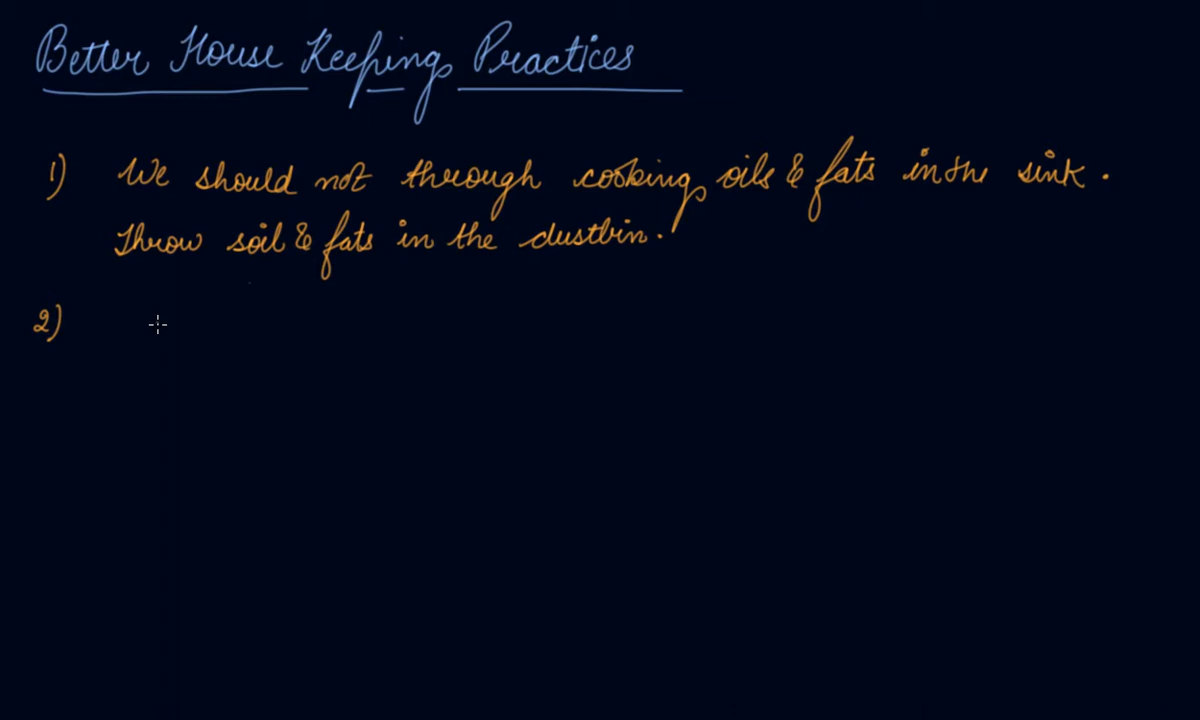 Better House Keeping Practices
1) We should not through cooking oils & fats in the sink.
Throw soil & fats in the dustbin.
2)